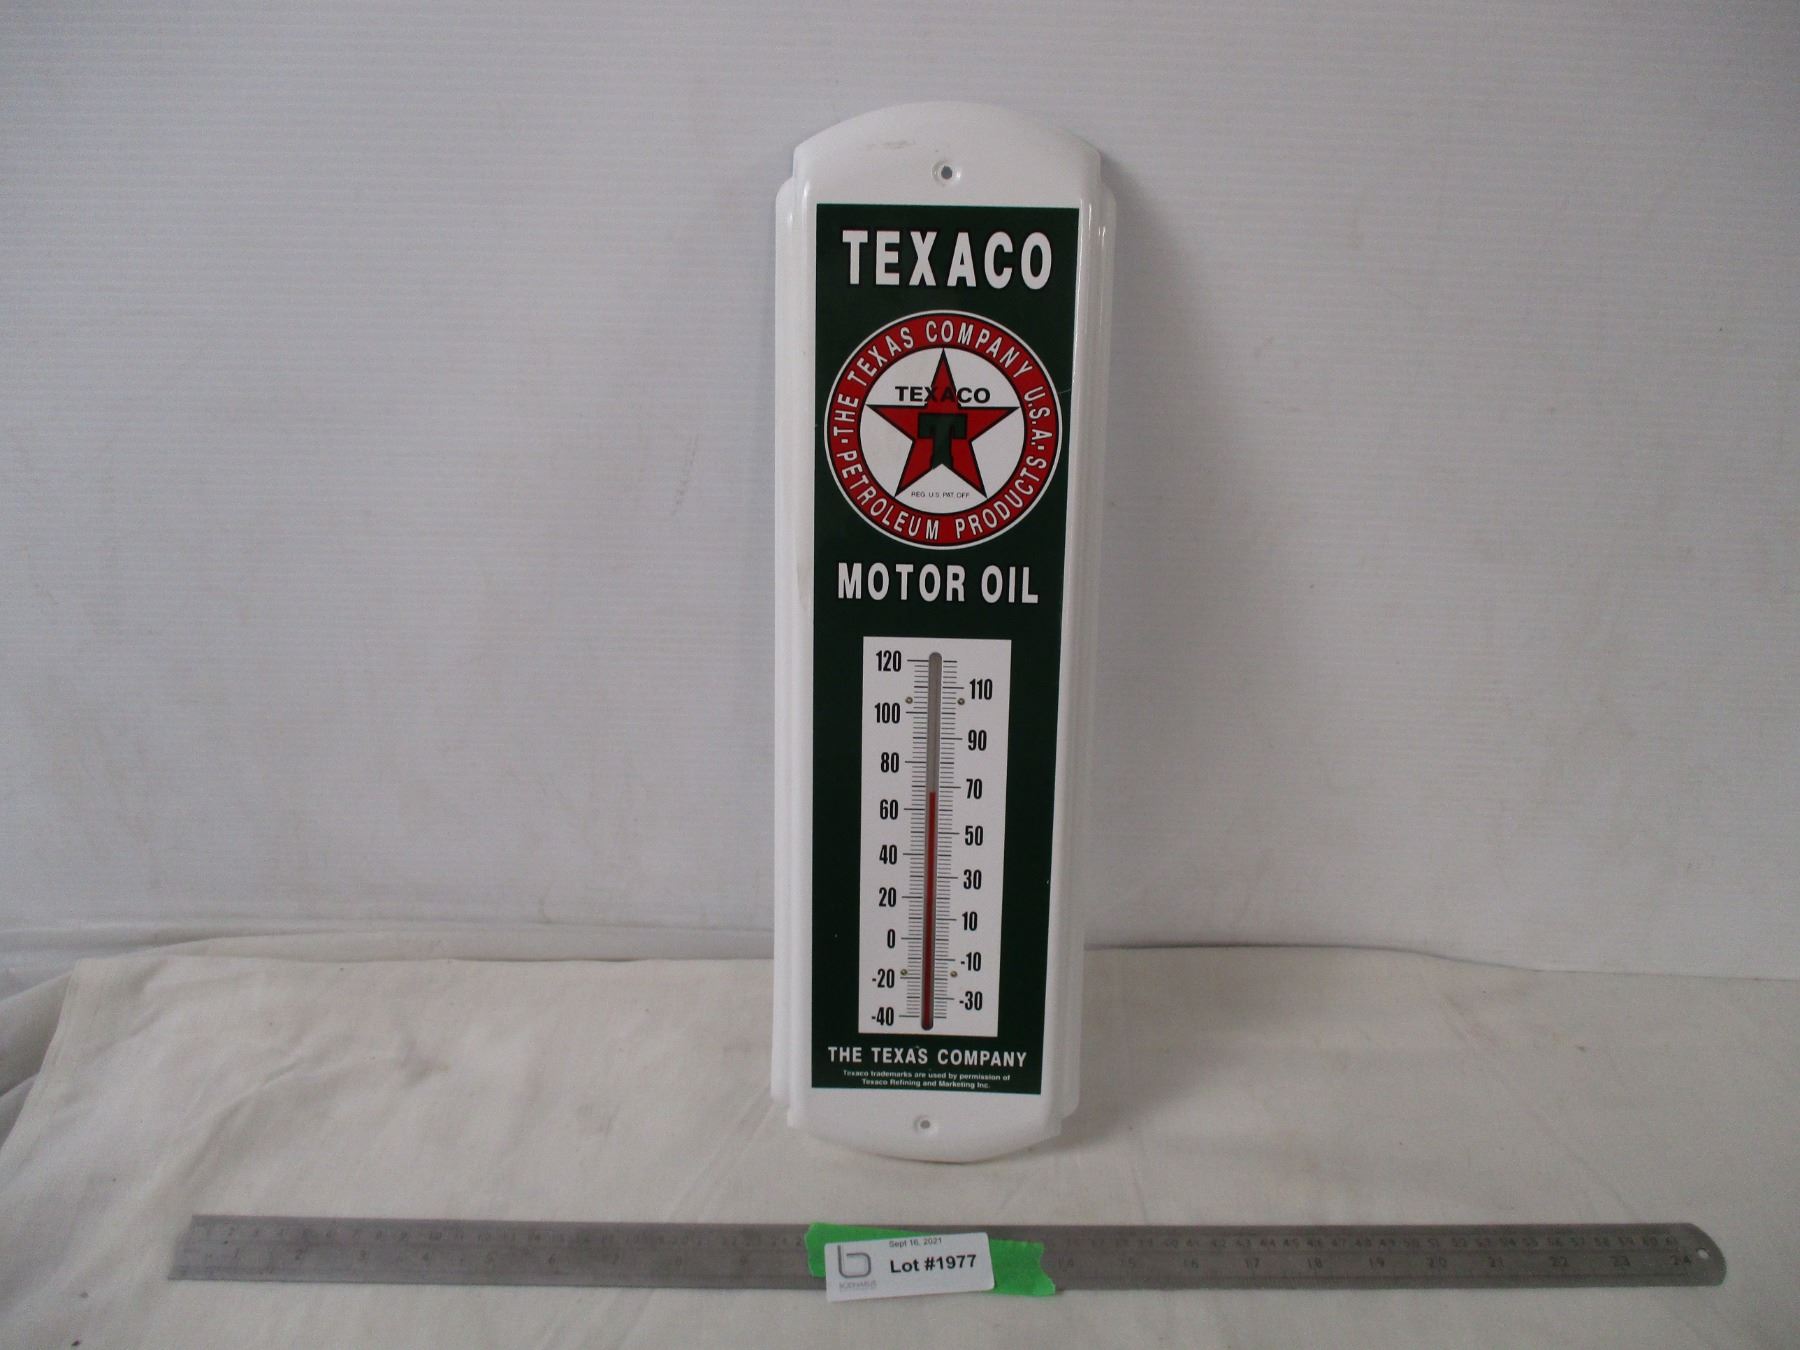 TEXACO
THE TEXAS COMPANY U.S.A.
TEXACO
T
REG. U.S. PAT. OFF.
PETROLEUM PRODUCTS
MOTOR OIL
120
110
100
90
80
70
60
50
40
30
20
10
0
-10
-20
-30
-40
THE TEXAS COMPANY
Texaco trademarks are used by permission of
Texaco Refining and Marketing Inc.
Sept 16, 2021
b Lot #1977